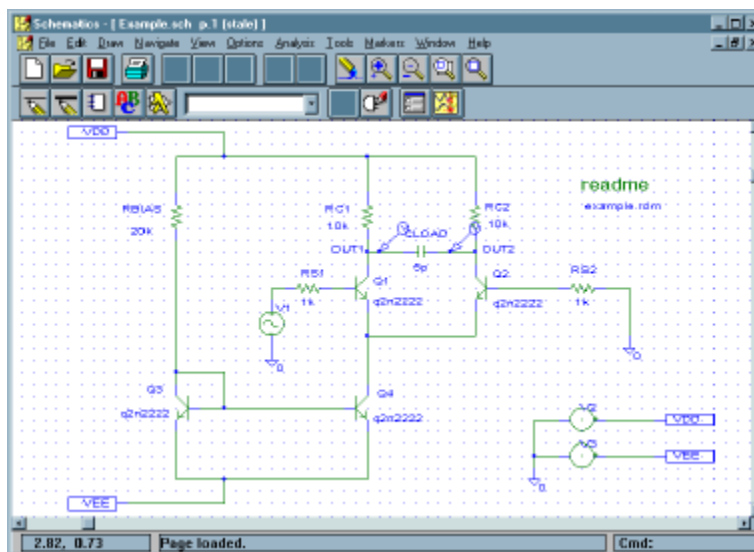 Schematics - [ Example.sch p.1 (stale) ]
File Edit Draw Navigate View Options Analysis Tools Markers Window Help
VDD
readme
example.rdm
RBIAS
20k
RC1
10k
RC2
10k
CLOAD
OUT1
OUT2
5p
RS1
1k
Q1
q2n2222
Q2
q2n2222
RS2
1k
V1
0
0
Q3
q2n2222
Q4
q2n2222
V2
VDD
V3
VEE
0
VEE
2.82, 0.73 Page loaded. Cmd: